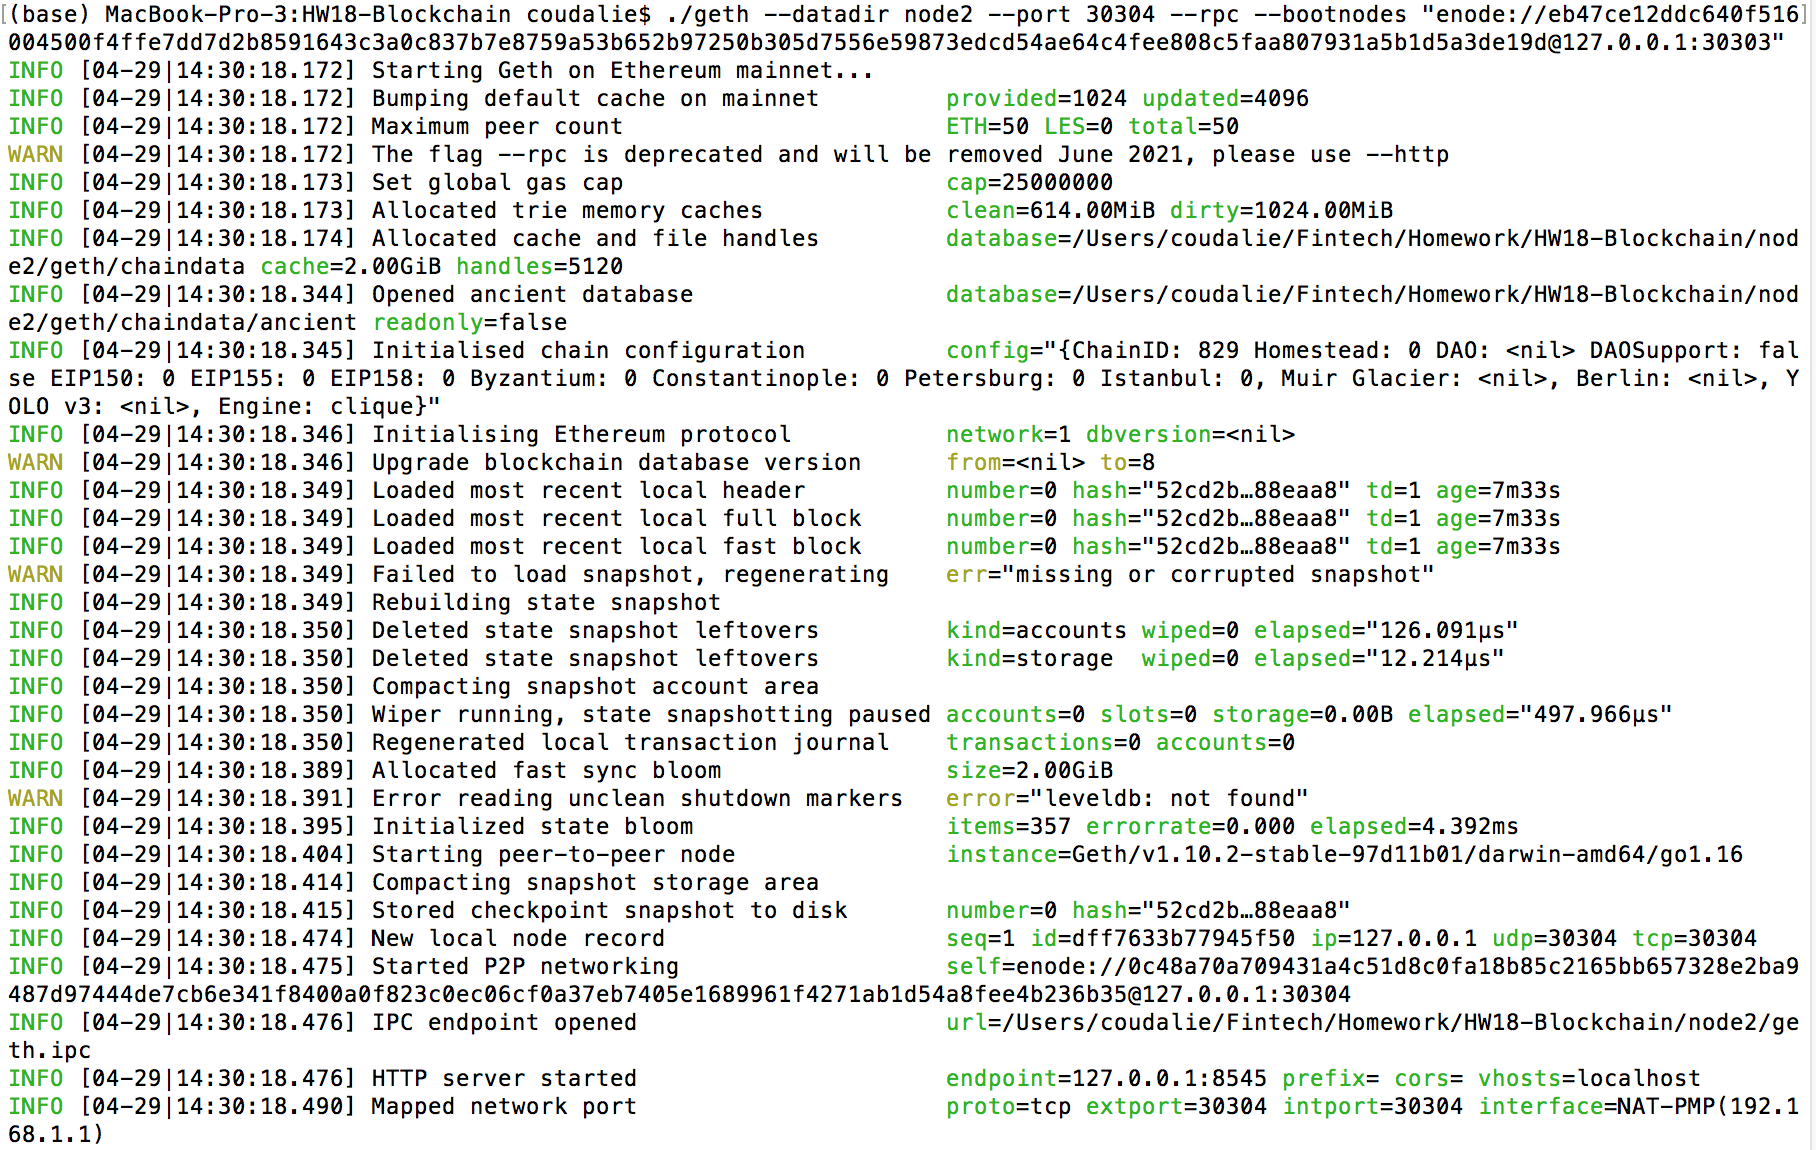 [(base) MacBook-Pro-3:HW18-Blockchain coudalie$ ./geth --datadir node2 --port 30304 --rpc --bootnodes "enode://eb47ce12ddc640f516]
004500f4ffe7dd7d2b8591643c3a0c837b7e8759a53b652b97250b305d7556e59873edcd54ae64c4fee808c5faa807931a5b1d5a3de19d@127.0.0.1:30303"
INFO [04-29|14:30:18.172] Starting Geth on Ethereum mainnet...
INFO [04-29|14:30:18.172] Bumping default cache on mainnet         provided=1024 updated=4096
INFO [04-29|14:30:18.172] Maximum peer count                       ETH=50 LES=0 total=50
WARN [04-29|14:30:18.172] The flag --rpc is deprecated and will be removed June 2021, please use --http
INFO [04-29|14:30:18.173] Set global gas cap                       cap=25000000
INFO [04-29|14:30:18.173] Allocated trie memory caches             clean=614.00MiB dirty=1024.00MiB
INFO [04-29|14:30:18.174] Allocated cache and file handles         database=/Users/coudalie/Fintech/Homework/HW18-Blockchain/nod
e2/geth/chaindata cache=2.00GiB handles=5120
INFO [04-29|14:30:18.344] Opened ancient database                  database=/Users/coudalie/Fintech/Homework/HW18-Blockchain/nod
e2/geth/chaindata/ancient readonly=false
INFO [04-29|14:30:18.345] Initialised chain configuration          config="{ChainID: 829 Homestead: 0 DAO: <nil> DAOSupport: fal
se EIP150: 0 EIP155: 0 EIP158: 0 Byzantium: 0 Constantinople: 0 Petersburg: 0 Istanbul: 0, Muir Glacier: <nil>, Berlin: <nil>, Y
OLO v3: <nil>, Engine: clique}"
INFO [04-29|14:30:18.346] Initialising Ethereum protocol           network=1 dbversion=<nil>
WARN [04-29|14:30:18.346] Upgrade blockchain database version      from=<nil> to=8
INFO [04-29|14:30:18.349] Loaded most recent local header          number=0 hash="52cd2b…88eaa8" td=1 age=7m33s
INFO [04-29|14:30:18.349] Loaded most recent local full block      number=0 hash="52cd2b…88eaa8" td=1 age=7m33s
INFO [04-29|14:30:18.349] Loaded most recent local fast block      number=0 hash="52cd2b…88eaa8" td=1 age=7m33s
WARN [04-29|14:30:18.349] Failed to load snapshot, regenerating    err="missing or corrupted snapshot"
INFO [04-29|14:30:18.349] Rebuilding state snapshot
INFO [04-29|14:30:18.350] Deleted state snapshot leftovers         kind=accounts wiped=0 elapsed="126.091µs"
INFO [04-29|14:30:18.350] Deleted state snapshot leftovers         kind=storage  wiped=0 elapsed="12.214µs"
INFO [04-29|14:30:18.350] Compacting snapshot account area
INFO [04-29|14:30:18.350] Wiper running, state snapshotting paused accounts=0 slots=0 storage=0.00B elapsed="497.966µs"
INFO [04-29|14:30:18.350] Regenerated local transaction journal    transactions=0 accounts=0
INFO [04-29|14:30:18.389] Allocated fast sync bloom                size=2.00GiB
WARN [04-29|14:30:18.391] Error reading unclean shutdown markers   error="leveldb: not found"
INFO [04-29|14:30:18.395] Initialized state bloom                  items=357 errorrate=0.000 elapsed=4.392ms
INFO [04-29|14:30:18.404] Starting peer-to-peer node               instance=Geth/v1.10.2-stable-97d11b01/darwin-amd64/go1.16
INFO [04-29|14:30:18.414] Compacting snapshot storage area
INFO [04-29|14:30:18.415] Stored checkpoint snapshot to disk       number=0 hash="52cd2b…88eaa8"
INFO [04-29|14:30:18.474] New local node record                    seq=1 id=dff7633b77945f50 ip=127.0.0.1 udp=30304 tcp=30304
INFO [04-29|14:30:18.475] Started P2P networking                   self=enode://0c48a70a709431a4c51d8c0fa18b85c2165bb657328e2ba9
487d97444de7cb6e341f8400a0f823c0ec06cf0a37eb7405e1689961f4271ab1d54a8fee4b236b35@127.0.0.1:30304
INFO [04-29|14:30:18.476] IPC endpoint opened                      url=/Users/coudalie/Fintech/Homework/HW18-Blockchain/node2/ge
th.ipc
INFO [04-29|14:30:18.476] HTTP server started                      endpoint=127.0.0.1:8545 prefix= cors= vhosts=localhost
INFO [04-29|14:30:18.490] Mapped network port                      proto=tcp extport=30304 intport=30304 interface=NAT-PMP(192.1
68.1.1)